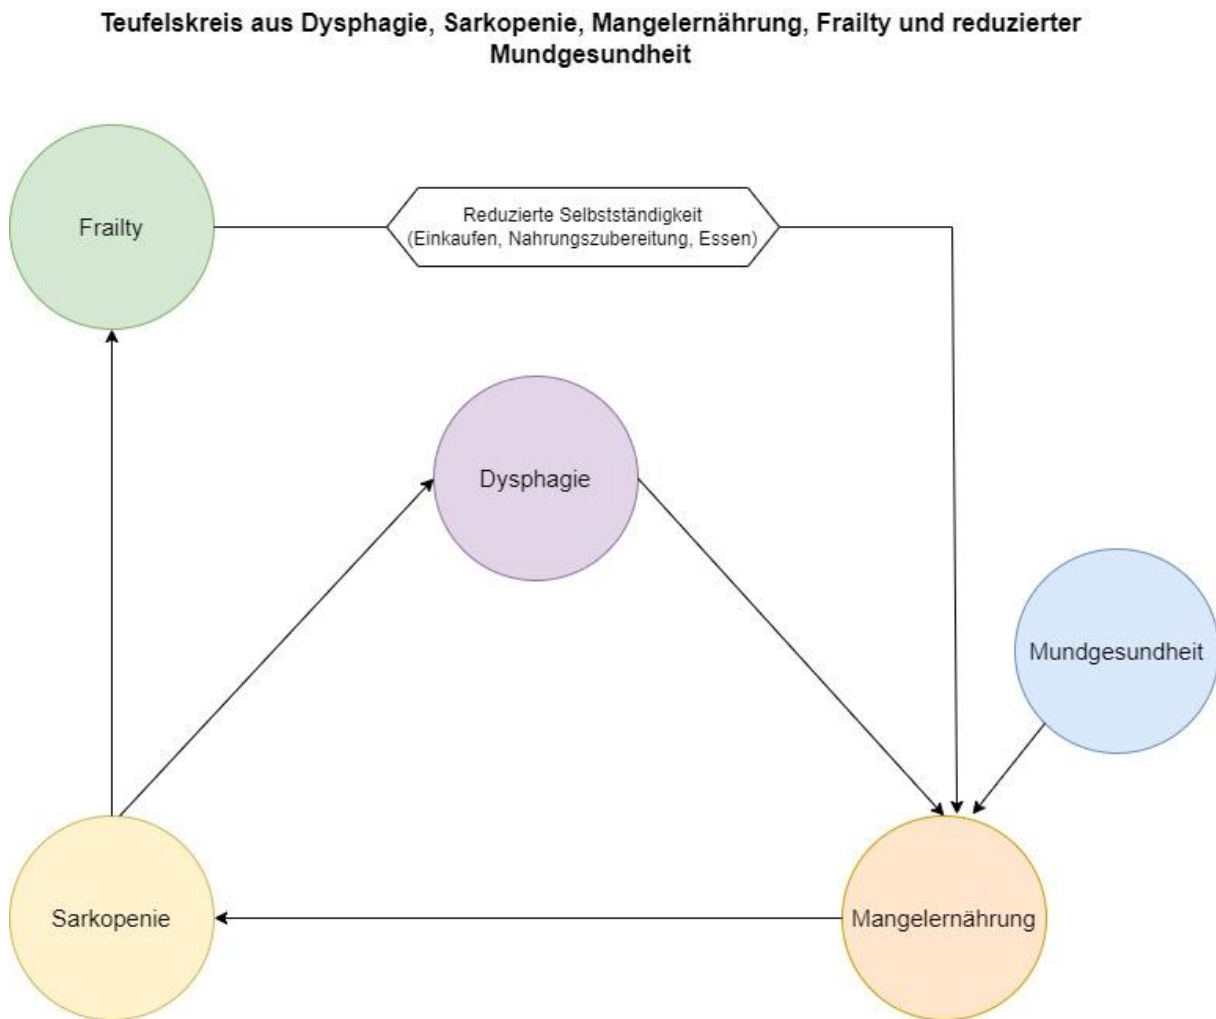 Teufelskreis aus Dysphagie, Sarkopenie, Mangelernährung, Frailty und reduzierter
Mundgesundheit
Frailty
Reduzierte Selbstständigkeit
(Einkaufen, Nahrungszubereitung, Essen)
Dysphagie
Mundgesundheit
Sarkopenie
Mangelernährung